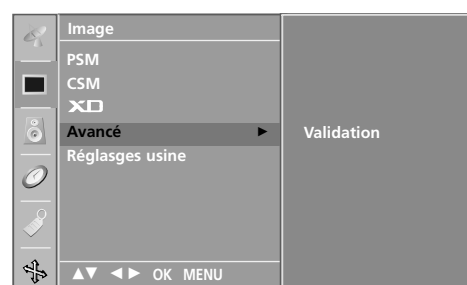 Image
PSM
CSM
XD
Avancé ►
Validation
Réglasges usine
▲▼ ◄► OK MENU